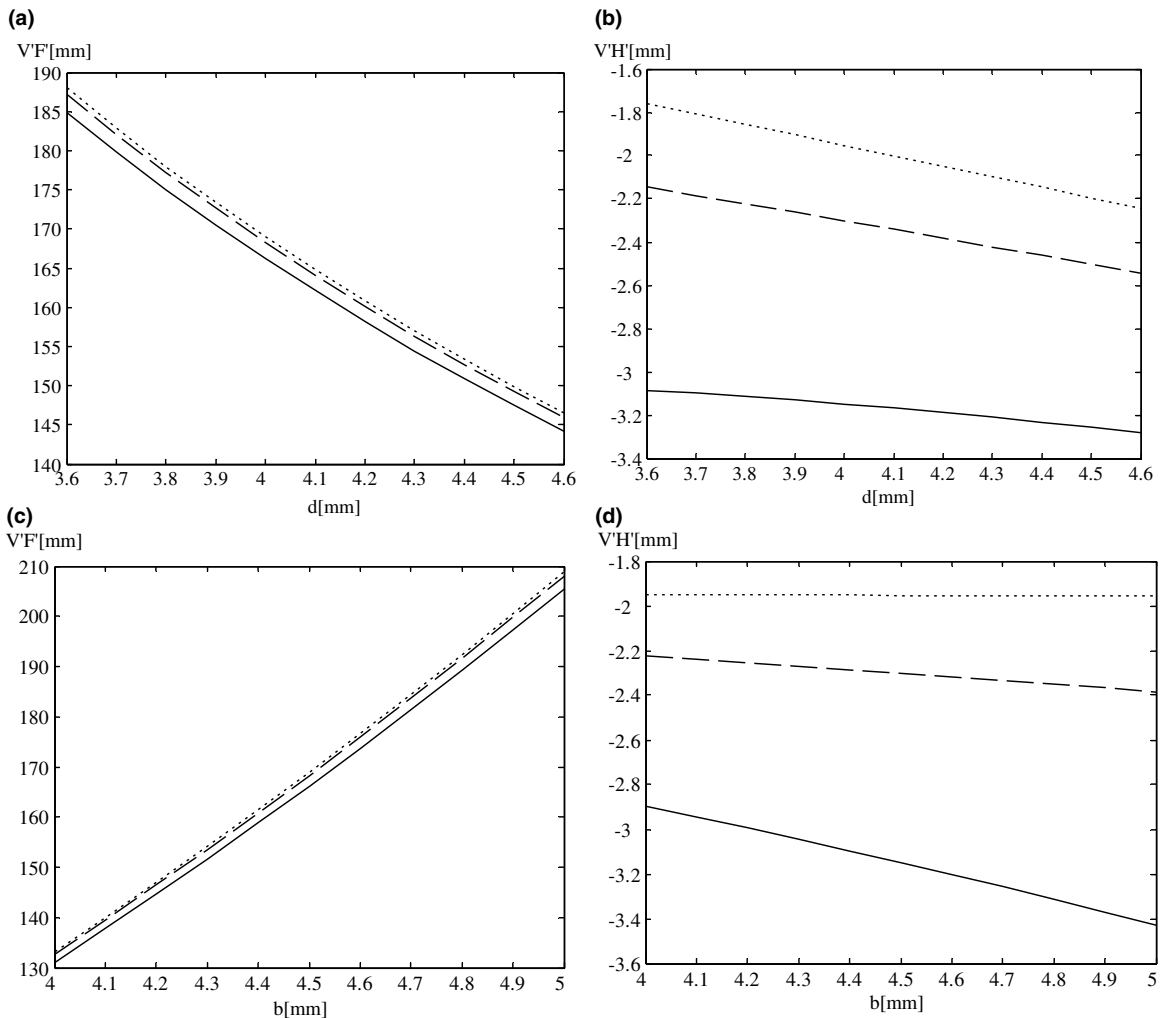 (a)
V'F'[mm]
190
185
180
175
170
165
160
155
150
145
140
3.6 3.7 3.8 3.9 4 4.1 4.2 4.3 4.4 4.5 4.6
d[mm]
(b)
V'H'[mm]
-1.6
-1.8
-2
-2.2
-2.4
-2.6
-2.8
-3
-3.2
-3.4
3.6 3.7 3.8 3.9 4 4.1 4.2 4.3 4.4 4.5 4.6
d[mm]
(c)
V'F'[mm]
210
200
190
180
170
160
150
140
130
4 4.1 4.2 4.3 4.4 4.5 4.6 4.7 4.8 4.9 5
b[mm]
(d)
V'H'[mm]
-1.8
-2
-2.2
-2.4
-2.6
-2.8
-3
-3.2
-3.4
-3.6
4 4.1 4.2 4.3 4.4 4.5 4.6 4.7 4.8 4.9 5
b[mm]